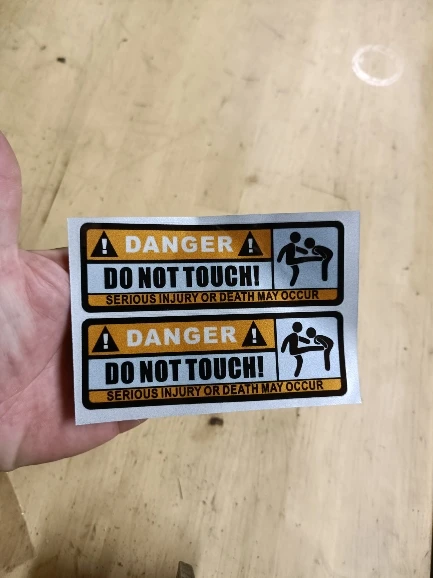 ! DANGER !
DO NOT TOUCH!
SERIOUS INJURY OR DEATH MAY OCCUR
! DANGER !
DO NOT TOUCH!
SERIOUS INJURY OR DEATH MAY OCCUR